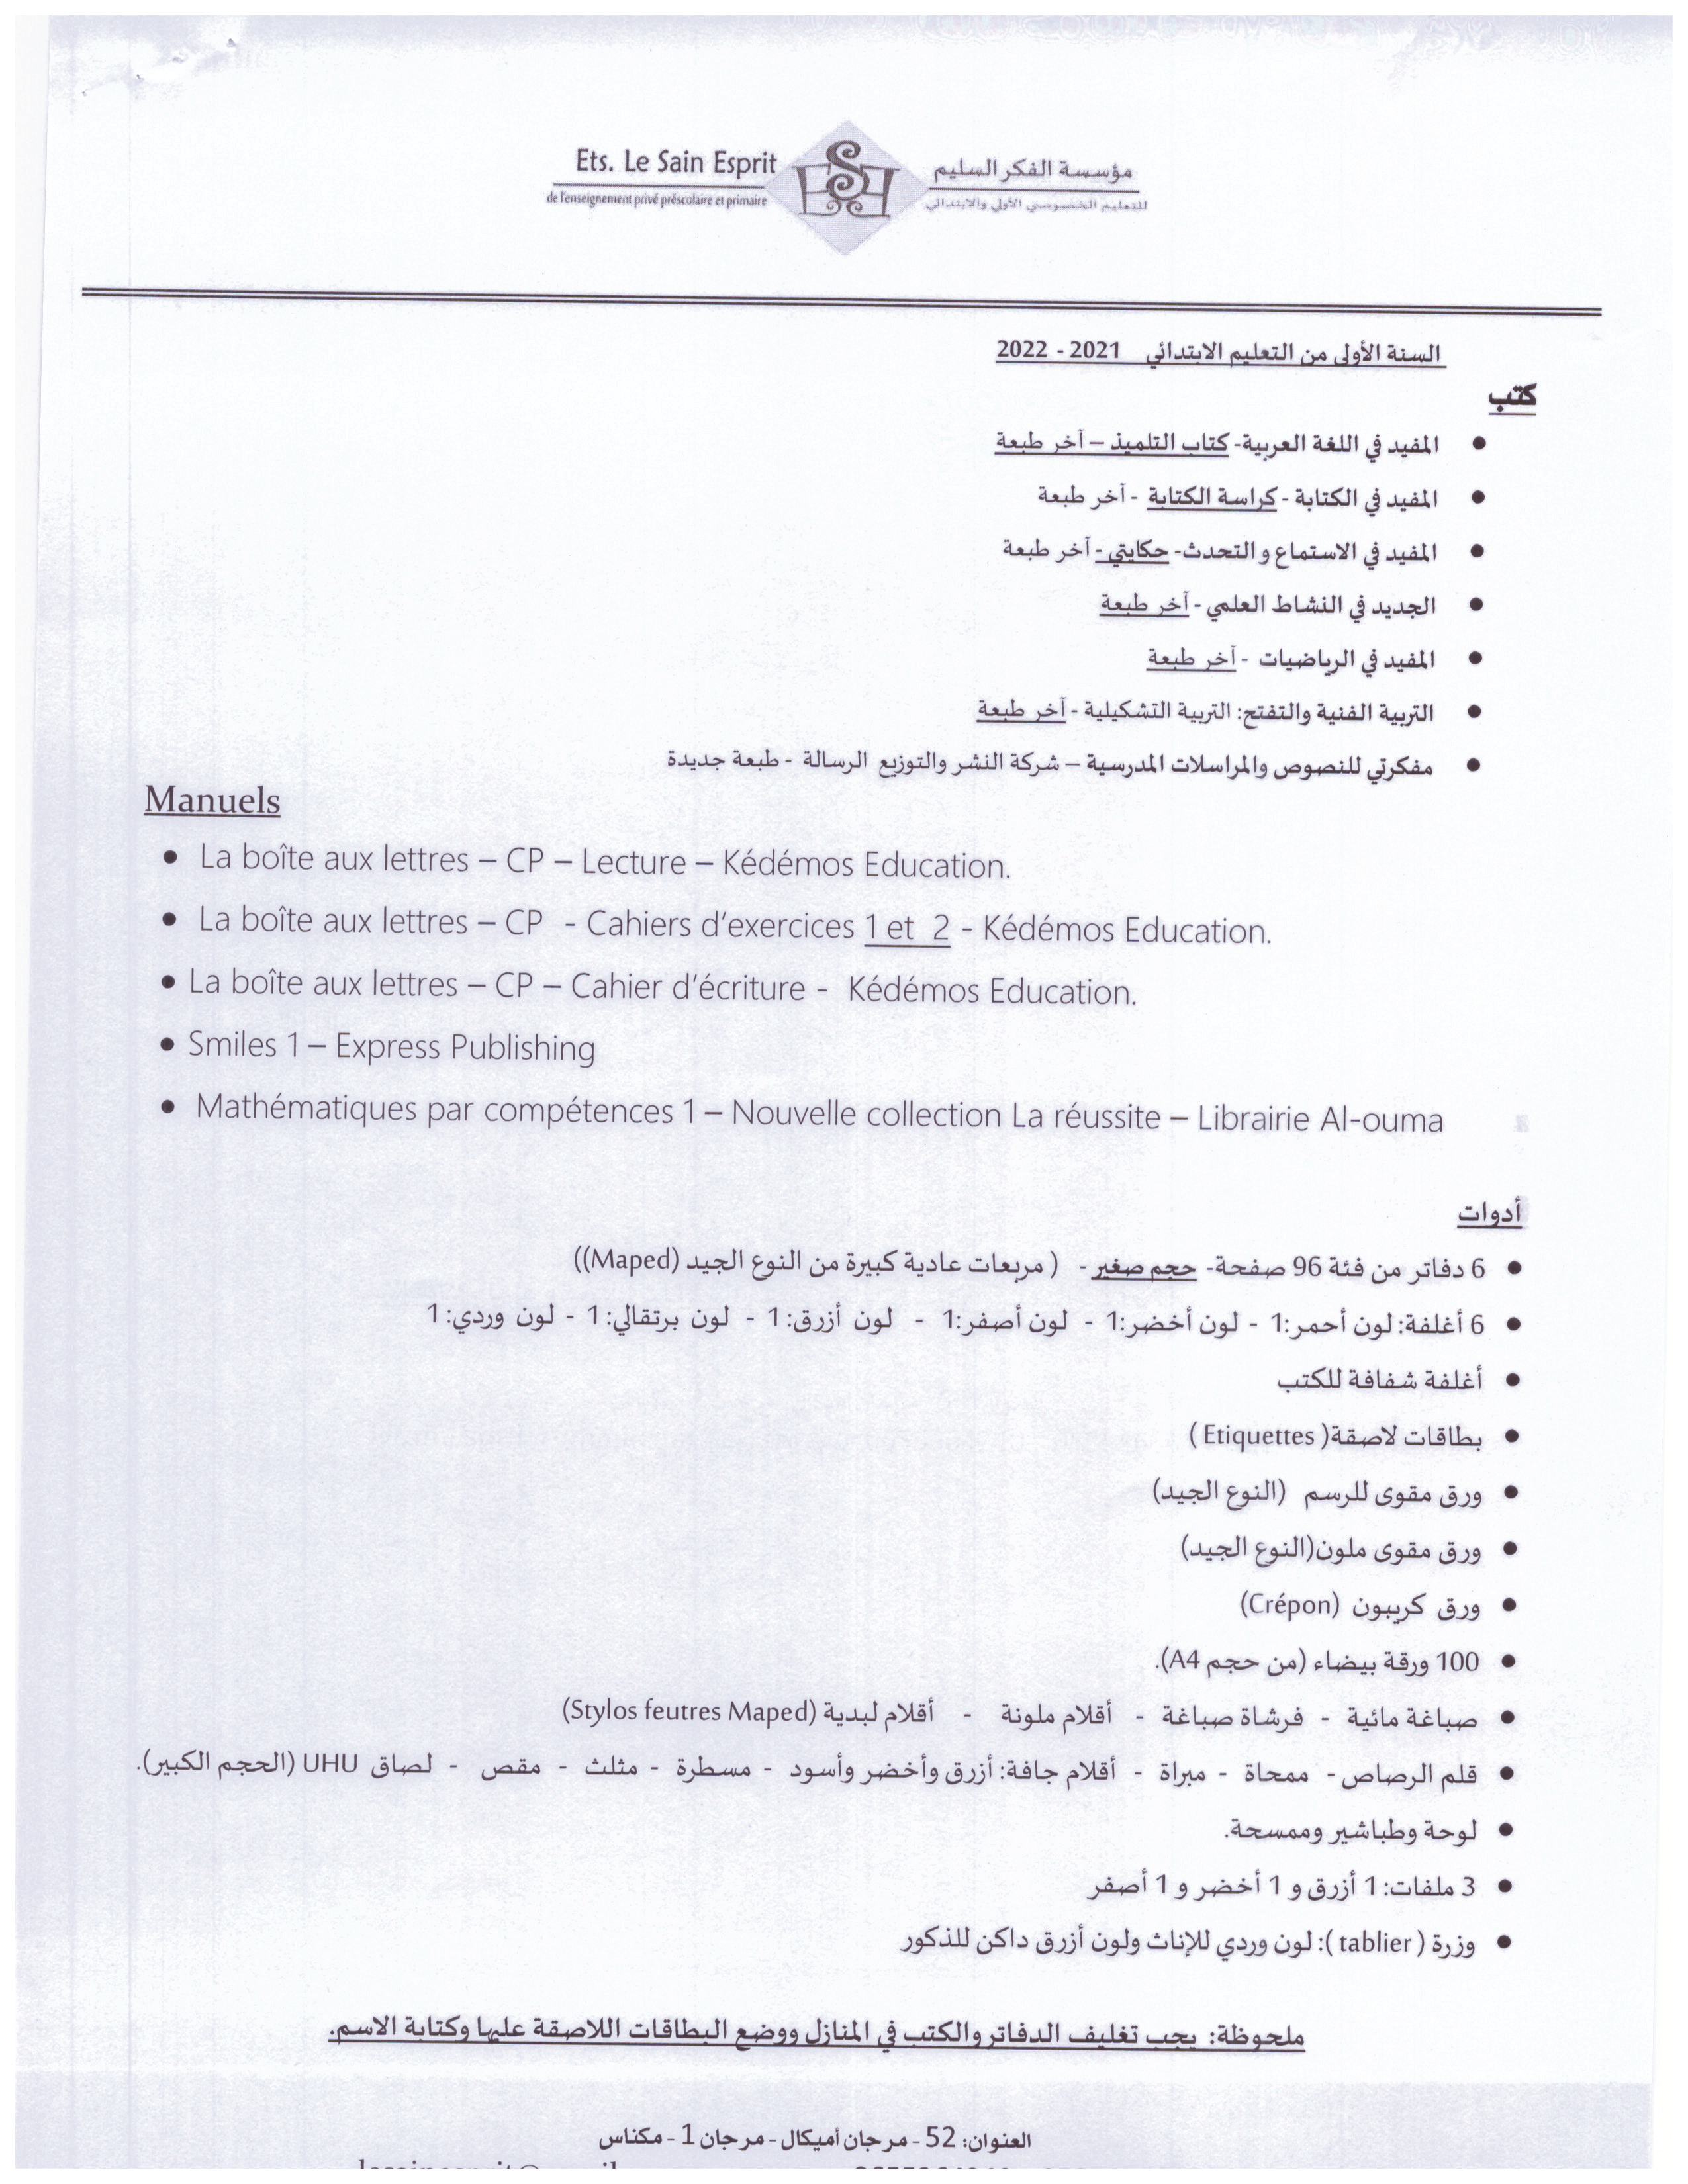 Ets. Le Sain Esprit
de l'enseignement privé préscolaire et primaire
مؤسسة الفكر السليم
للتعليم الخصوصي الأولي والابتدائي
السنة الأولى من التعليم الابتدائي 2021 - 2022
كتب
• المفيد في اللغة العربية- كتاب التلميذ – آخر طبعة
• المفيد في الكتابة - كراسة الكتابة - آخر طبعة
• المفيد في الاستماع والتحدث- حكايتي - آخر طبعة
• الجديد في النشاط العلمي - آخر طبعة
• المفيد في الرياضيات - آخر طبعة
• التربية الفنية والتفتح: التربية التشكيلية - آخر طبعة
• مفكرتي للنصوص والمراسلات المدرسية – شركة النشر والتوزيع الرسالة - طبعة جديدة
Manuels
• La boîte aux lettres – CP – Lecture – Kédémos Education.
• La boîte aux lettres – CP - Cahiers d'exercices 1 et 2 - Kédémos Education.
• La boîte aux lettres – CP – Cahier d'écriture - Kédémos Education.
• Smiles 1 – Express Publishing
• Mathématiques par compétences 1 – Nouvelle collection La réussite – Librairie Al-ouma
أدوات
• 6 دفاتر من فئة 96 صفحة- حجم صغير - ( مربعات عادية كبيرة من النوع الجيد (Maped))
• 6 أغلفة: لون أحمر:1 - لون أخضر:1 - لون أصفر:1 - لون أزرق:1 - لون برتقالي:1 - لون وردي:1
• أغلفة شفافة للكتب
• بطاقات لاصقة( Etiquettes )
• ورق مقوى للرسم (النوع الجيد)
• ورق مقوى ملون(النوع الجيد)
• ورق كريبون (Crépon)
• 100 ورقة بيضاء (من حجم A4).
• صباغة مائية - فرشاة صباغة - أقلام ملونة - أقلام لبدية (Stylos feutres Maped)
• قلم الرصاص - ممحاة - مبراة - أقلام جافة: أزرق وأخضر وأسود - مسطرة - مثلث - مقص - لصاق UHU (الحجم الكبير).
• لوحة وطباشير وممسحة.
• 3 ملفات: 1 أزرق و 1 أخضر و 1 أصفر
• وزرة ( tablier ): لون وردي للإناث ولون أزرق داكن للذكور
ملحوظة: يجب تغليف الدفاتر والكتب في المنازل ووضع البطاقات اللاصقة عليها وكتابة الاسم.
العنوان: 52 - مرجان أميكال - مرجان 1 - مكناس